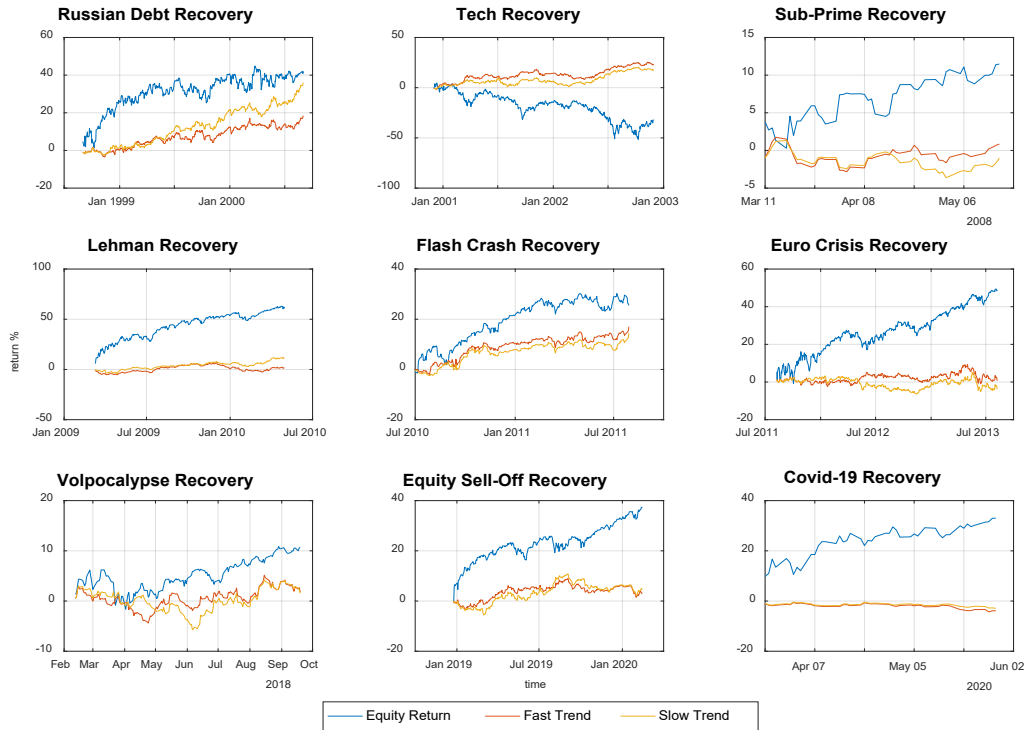 Russian Debt Recovery
60
40
20
0
-20
Jan 1999 Jan 2000
Tech Recovery
50
0
-50
-100
Jan 2001 Jan 2002 Jan 2003
Sub-Prime Recovery
15
10
5
0
-5
Mar 11 Apr 08 May 06
2008
Lehman Recovery
return %
100
50
0
-50
Jan 2009 Jul 2009 Jan 2010 Jul 2010
Flash Crash Recovery
40
20
0
-20
Jul 2010 Jan 2011 Jul 2011
Euro Crisis Recovery
60
40
20
0
-20
Jul 2011 Jul 2012 Jul 2013
Volpocalypse Recovery
20
10
0
-10
Feb Mar Apr May Jun Jul Aug Sep Oct
2018
Equity Sell-Off Recovery
40
20
0
-20
Jan 2019 Jul 2019 Jan 2020
time
Covid-19 Recovery
40
20
0
-20
Apr 07 May 05 Jun 02
2020
Equity Return Fast Trend Slow Trend